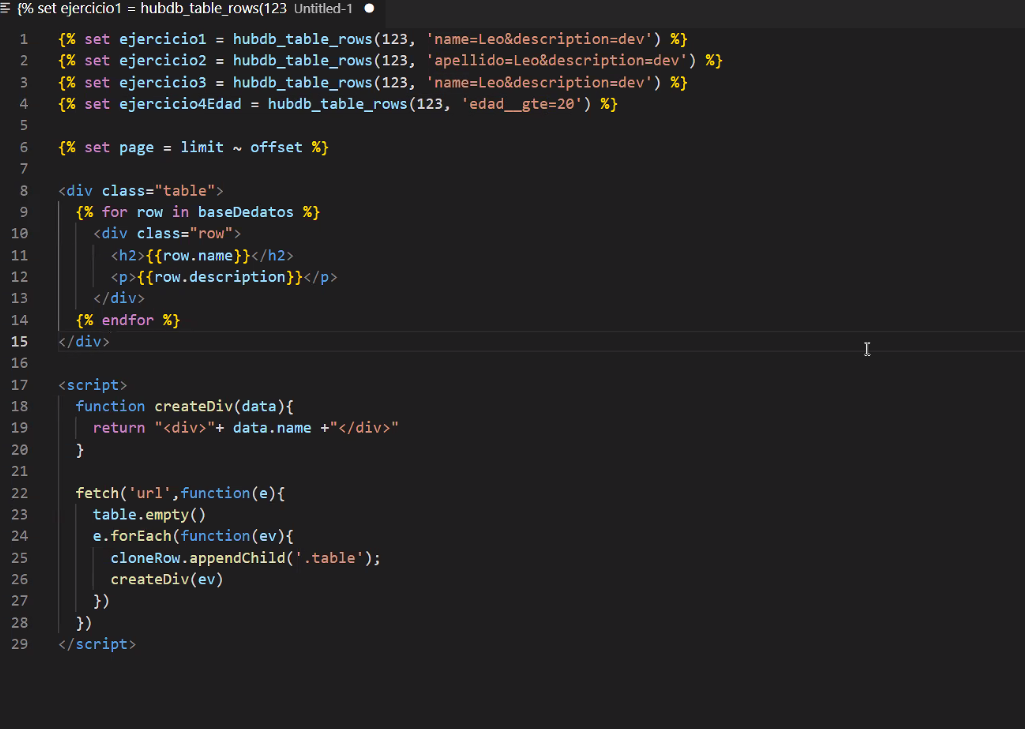 {% set ejercicio1 = hubdb_table_rows(123 Untitled-1
1 {% set ejercicio1 = hubdb_table_rows(123, 'name=Leo&description=dev') %}
2 {% set ejercicio2 = hubdb_table_rows(123, 'apellido=Leo&description=dev') %}
3 {% set ejercicio3 = hubdb_table_rows(123, 'name=Leo&description=dev') %}
4 {% set ejercicio4Edad = hubdb_table_rows(123, 'edad__gte=20') %}
5
6 {% set page = limit ~ offset %}
7
8 <div class="table">
9 {% for row in baseDedatos %}
10 <div class="row">
11 <h2>{{row.name}}</h2>
12 <p>{{row.description}}</p>
13 </div>
14 {% endfor %}
15 </div>
16
17 <script>
18 function createDiv(data){
19 return "<div>"+ data.name +"</div>"
20 }
21
22 fetch('url',function(e){
23 table.empty()
24 e.forEach(function(ev){
25 cloneRow.appendChild('.table');
26 createDiv(ev)
27 })
28 })
29 </script>